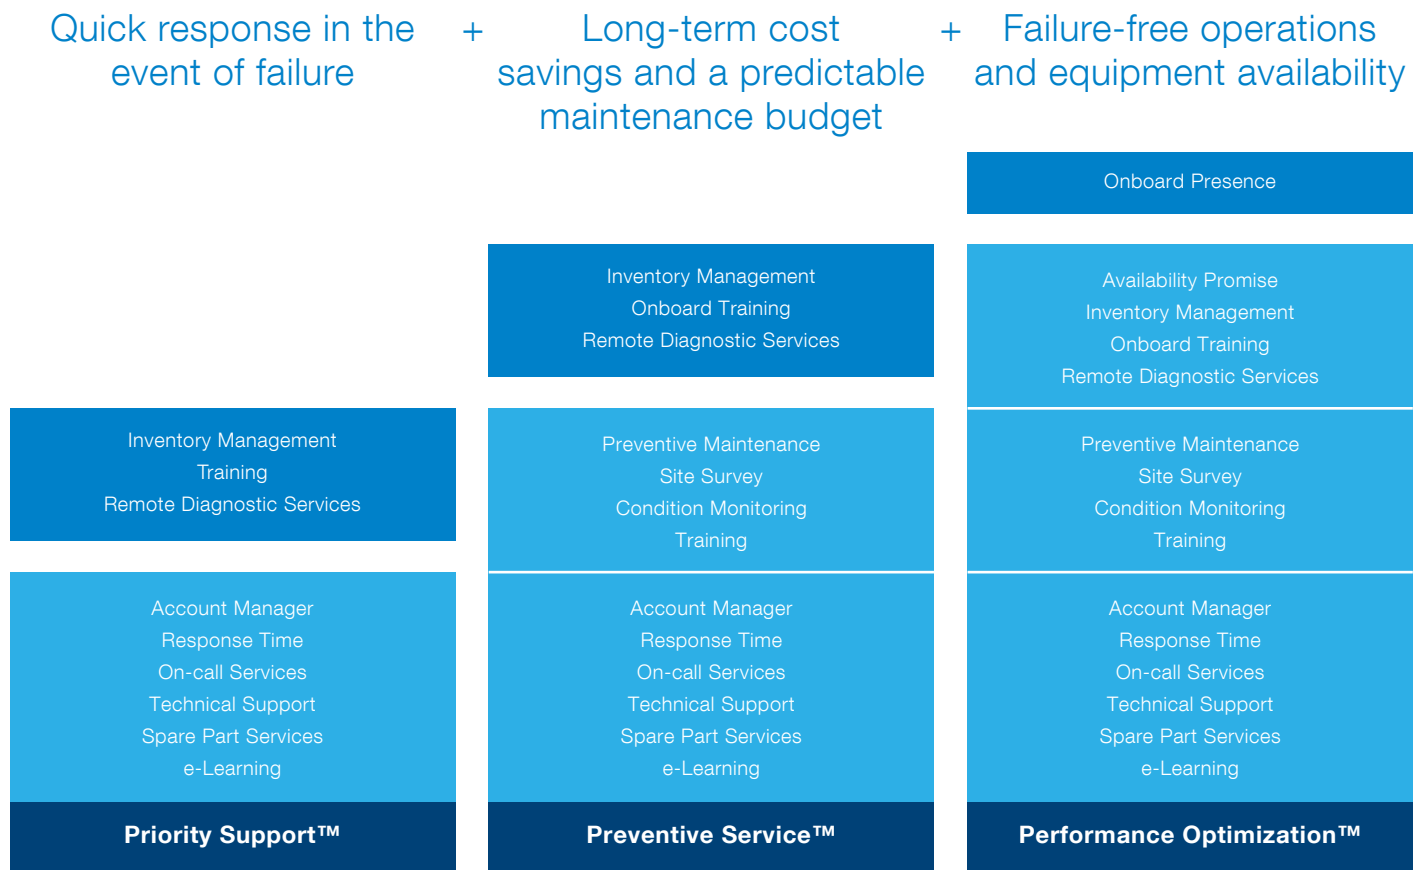 Quick response in the
event of failure
+
Long-term cost
savings and a predictable
maintenance budget
+
Failure-free operations
and equipment availability
Inventory Management
Training
Remote Diagnostic Services
Account Manager
Response Time
On-call Services
Technical Support
Spare Part Services
e-Learning
Priority Support™
Inventory Management
Onboard Training
Remote Diagnostic Services
Preventive Maintenance
Site Survey
Condition Monitoring
Training
Account Manager
Response Time
On-call Services
Technical Support
Spare Part Services
e-Learning
Preventive Service™
Onboard Presence
Availability Promise
Inventory Management
Onboard Training
Remote Diagnostic Services
Preventive Maintenance
Site Survey
Condition Monitoring
Training
Account Manager
Response Time
On-call Services
Technical Support
Spare Part Services
e-Learning
Performance Optimization™